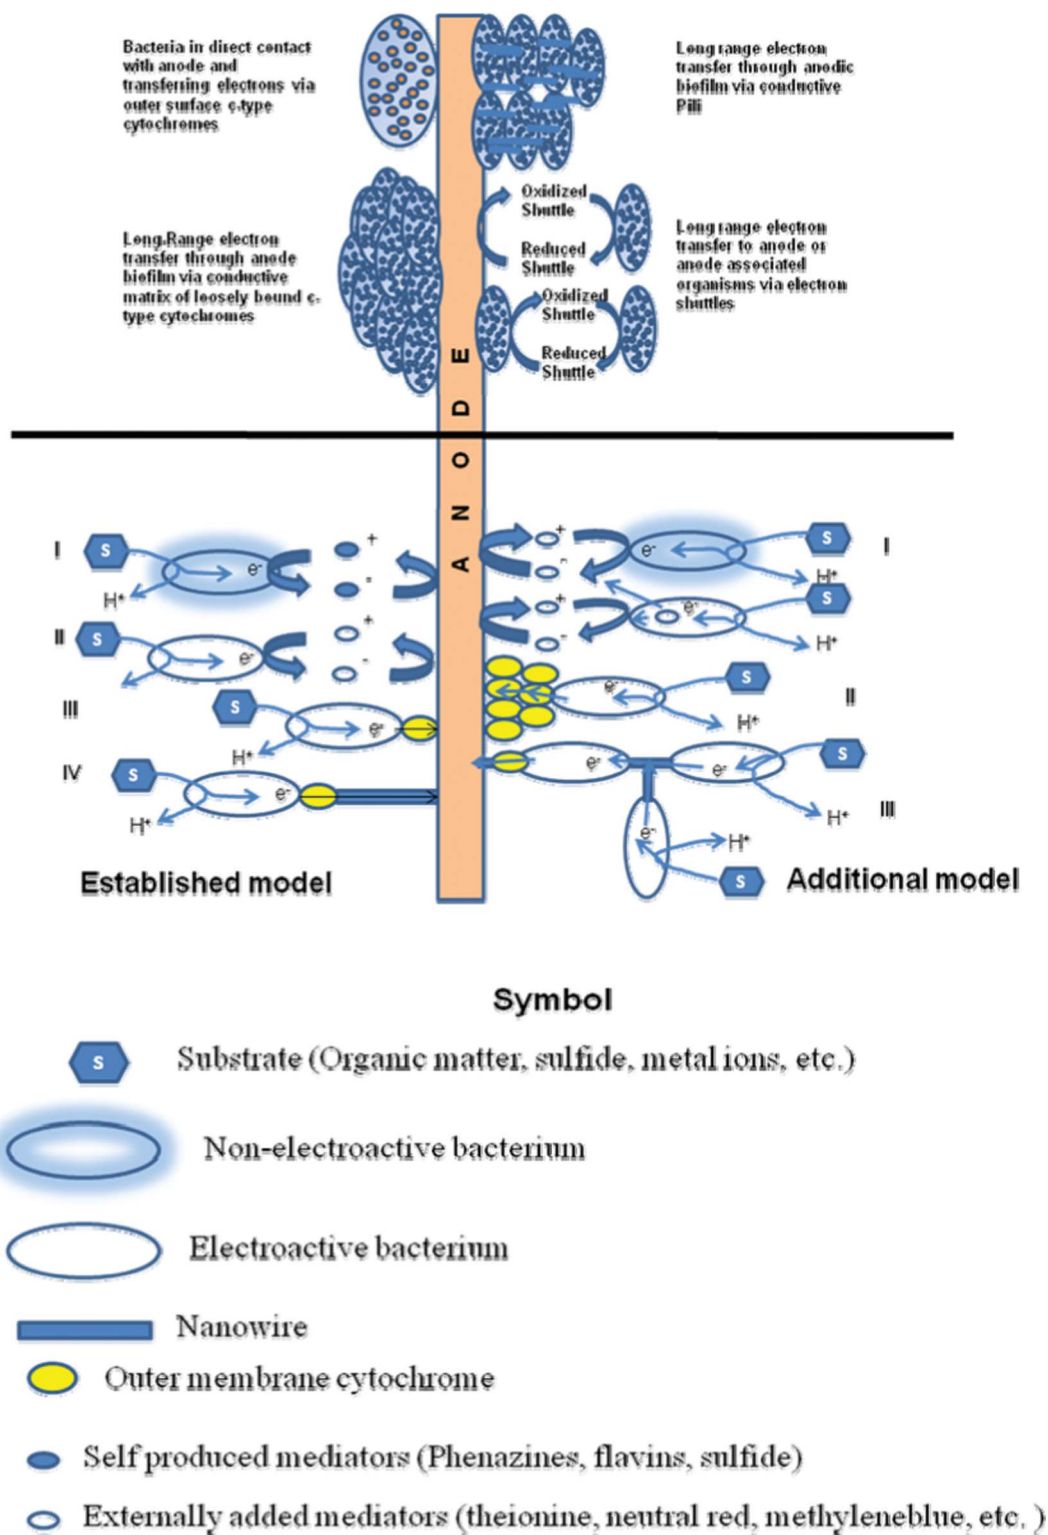 Bacteria in direct contact
with anode and
transferring electrons via
outer surface c-type
cytochromes
Long range electron
transfer through anodic
biofilm via conductive
Pili
Long-Range electron
transfer through anode
biofilm via conductive
matrix of loosely bound c-
type cytochromes
Oxidized
Shuttle
Reduced
Shuttle
Oxidized
Shuttle
Reduced
Shuttle
Long range electron
transfer to anode or
anode associated
organisms via electron
shuttles
ANODE
I
S
e-
H+
+
-
II
S
e-
+
-
III
S
e-
H+
IV
S
e-
H+
+
-
e-
S
H+
I
+
-
e-
S
H+
e-
S
H+
II
e-
e-
S
H+
III
e-
H+
S
Established model
Additional model
Symbol
S
Substrate (Organic matter, sulfide, metal ions, etc.)
Non-electroactive bacterium
Electroactive bacterium
Nanowire
Outer membrane cytochrome
Self produced mediators (Phenazines, flavins, sulfide)
Externally added mediators (theionine, neutral red, methyleneblue, etc. )